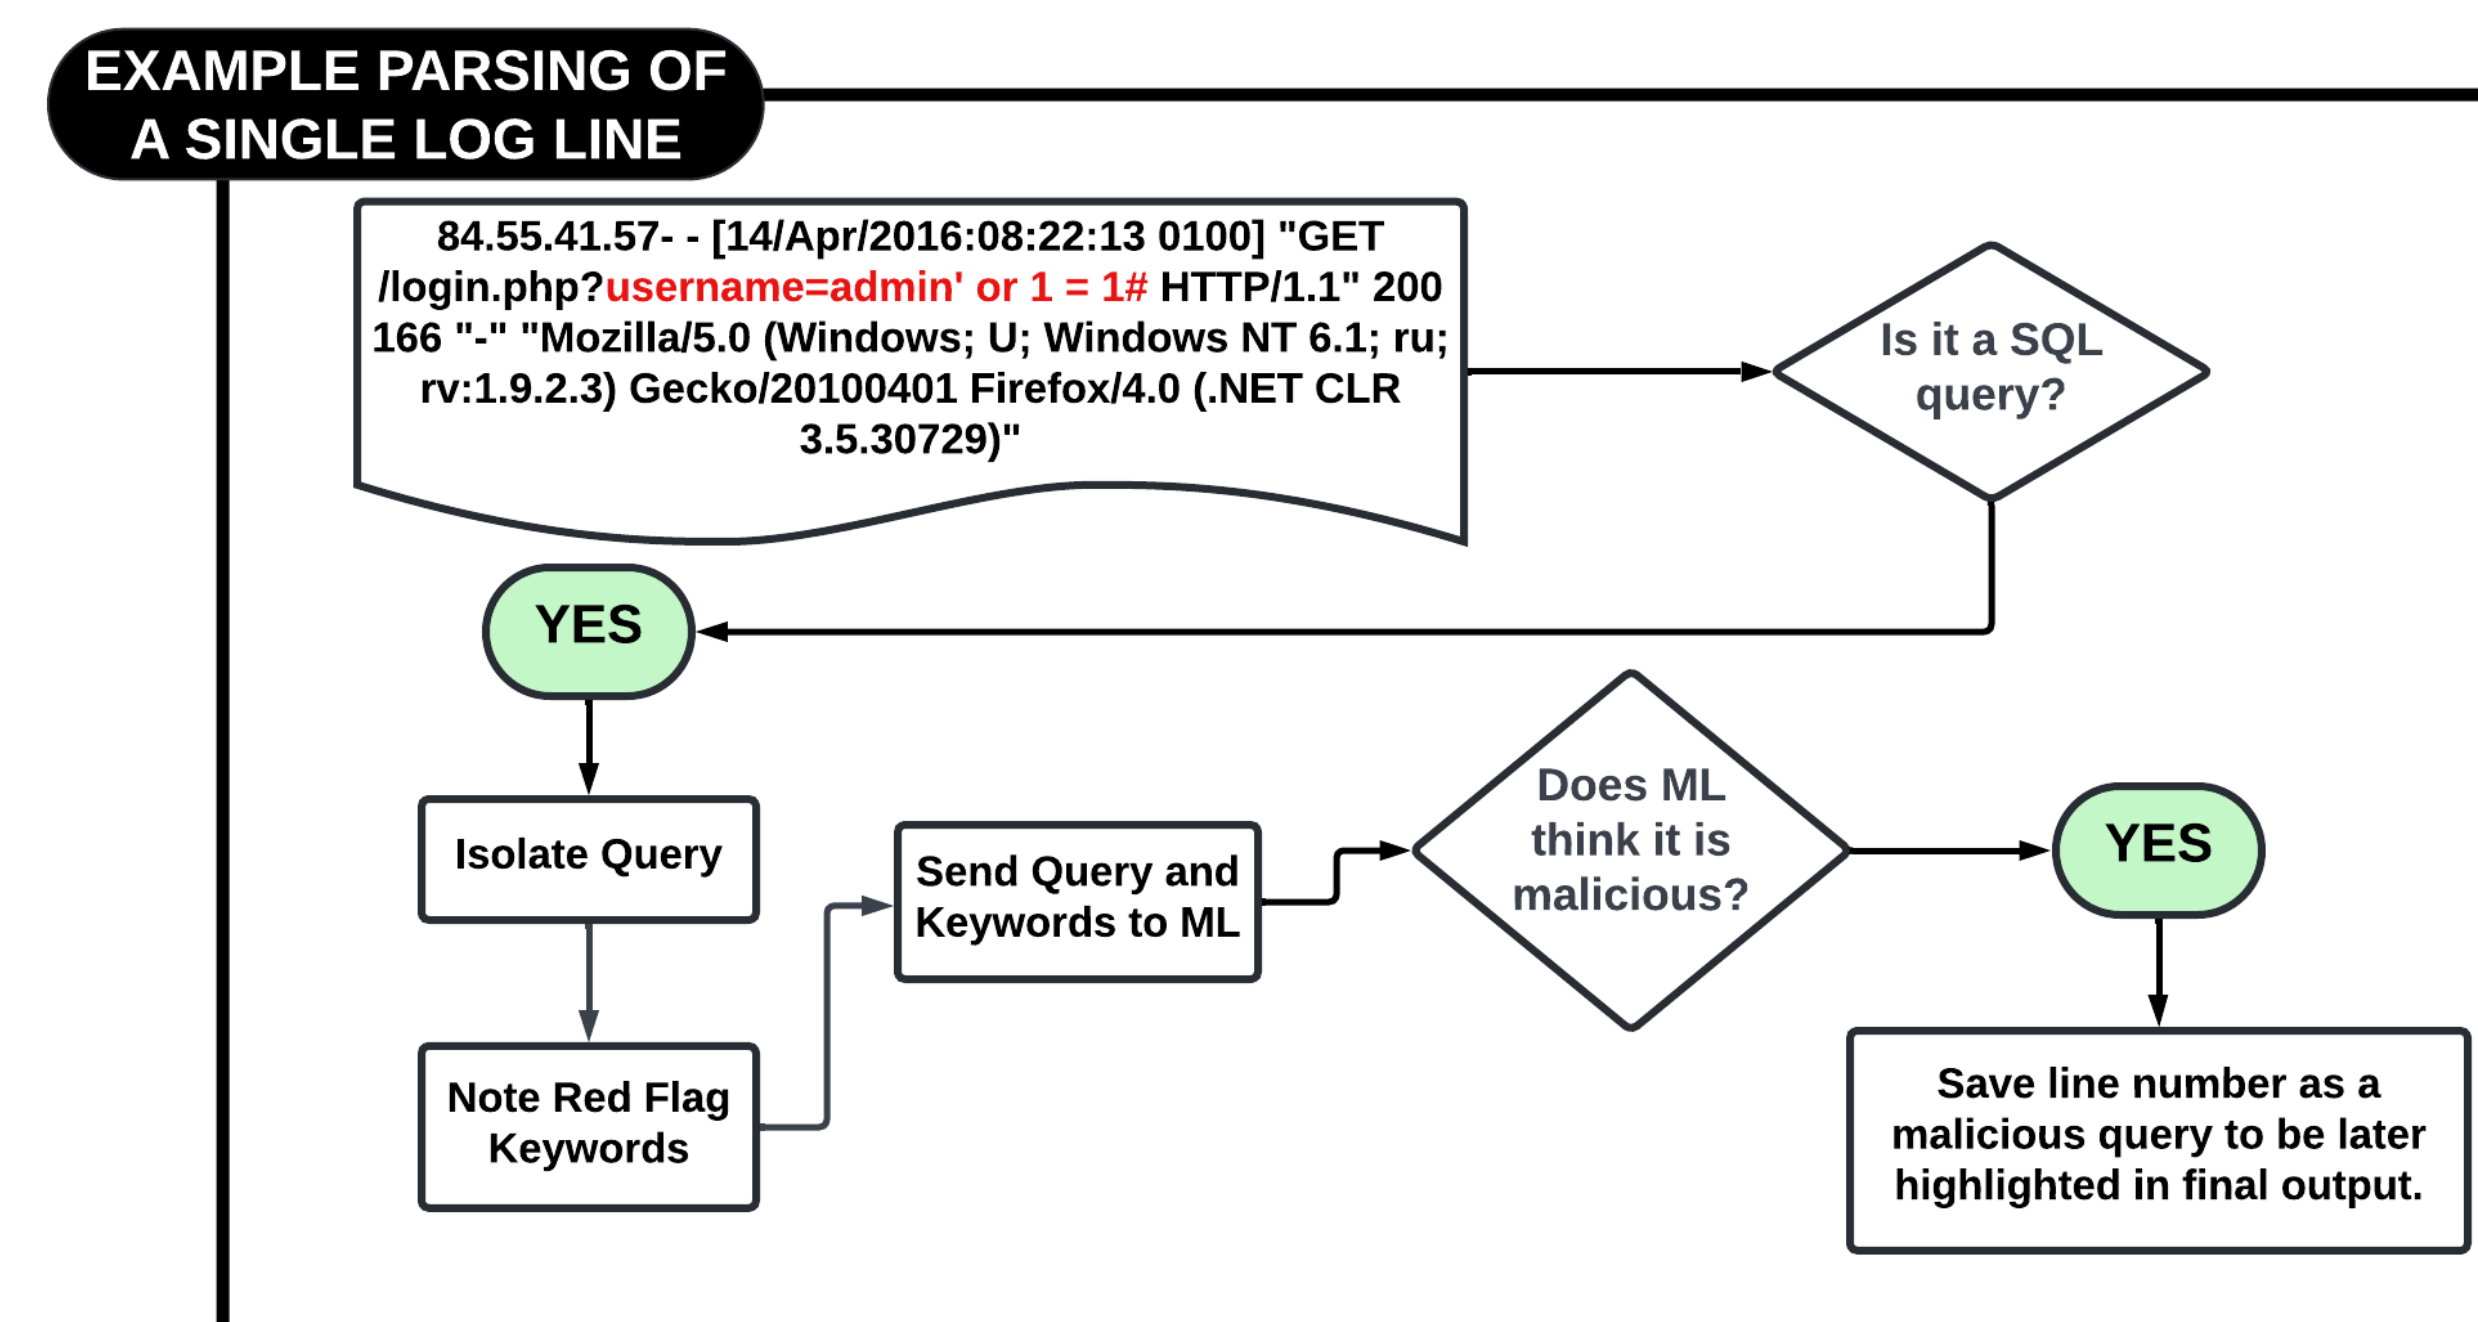 EXAMPLE PARSING OF
A SINGLE LOG LINE
84.55.41.57- - [14/Apr/2016:08:22:13 0100] "GET
/login.php?username=admin' or 1 = 1# HTTP/1.1" 200
166 "-" "Mozilla/5.0 (Windows; U; Windows NT 6.1; ru;
rv:1.9.2.3) Gecko/20100401 Firefox/4.0 (.NET CLR
3.5.30729)"
Is it a SQL
query?
YES
Isolate Query
Note Red Flag
Keywords
Send Query and
Keywords to ML
Does ML
think it is
malicious?
YES
Save line number as a
malicious query to be later
highlighted in final output.